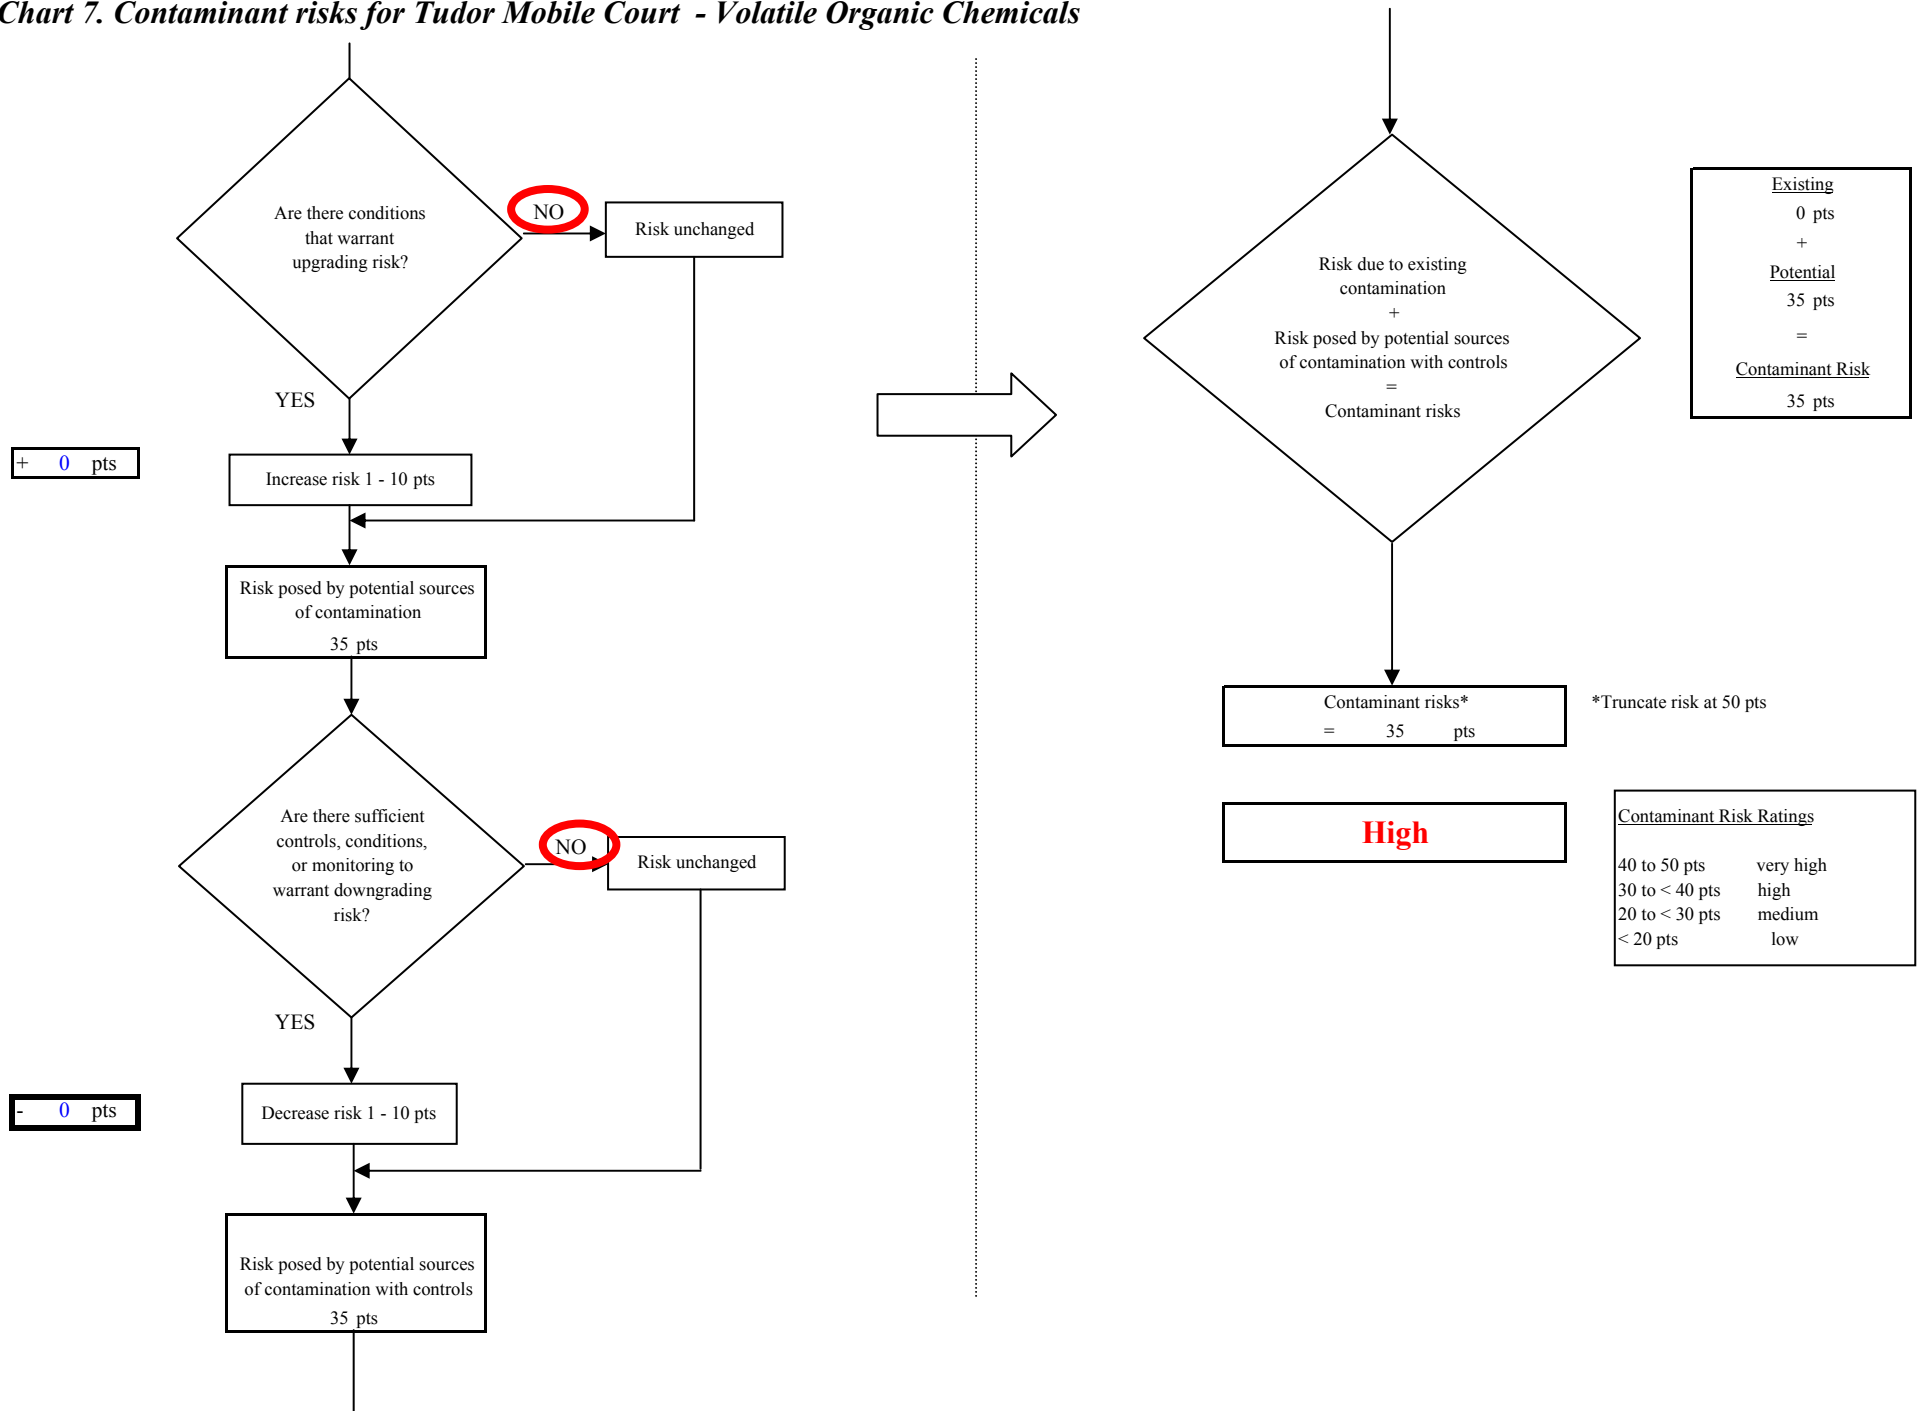 Chart 7. Contaminant risks for Tudor Mobile Court - Volatile Organic Chemicals
Are there conditions
that warrant
upgrading risk?
NO
Risk unchanged
YES
+ 0 pts
Increase risk 1 - 10 pts
Risk posed by potential sources
of contamination
35 pts
Are there sufficient
controls, conditions,
or monitoring to
warrant downgrading
risk?
NO
Risk unchanged
YES
- 0 pts
Decrease risk 1 - 10 pts
Risk posed by potential sources
of contamination with controls
35 pts
Risk due to existing
contamination
+
Risk posed by potential sources
of contamination with controls
=
Contaminant risks
Existing
0 pts
+
Potential
35 pts
=
Contaminant Risk
35 pts
Contaminant risks*
= 35 pts
*Truncate risk at 50 pts
High
Contaminant Risk Ratings
40 to 50 pts very high
30 to < 40 pts high
20 to < 30 pts medium
< 20 pts low